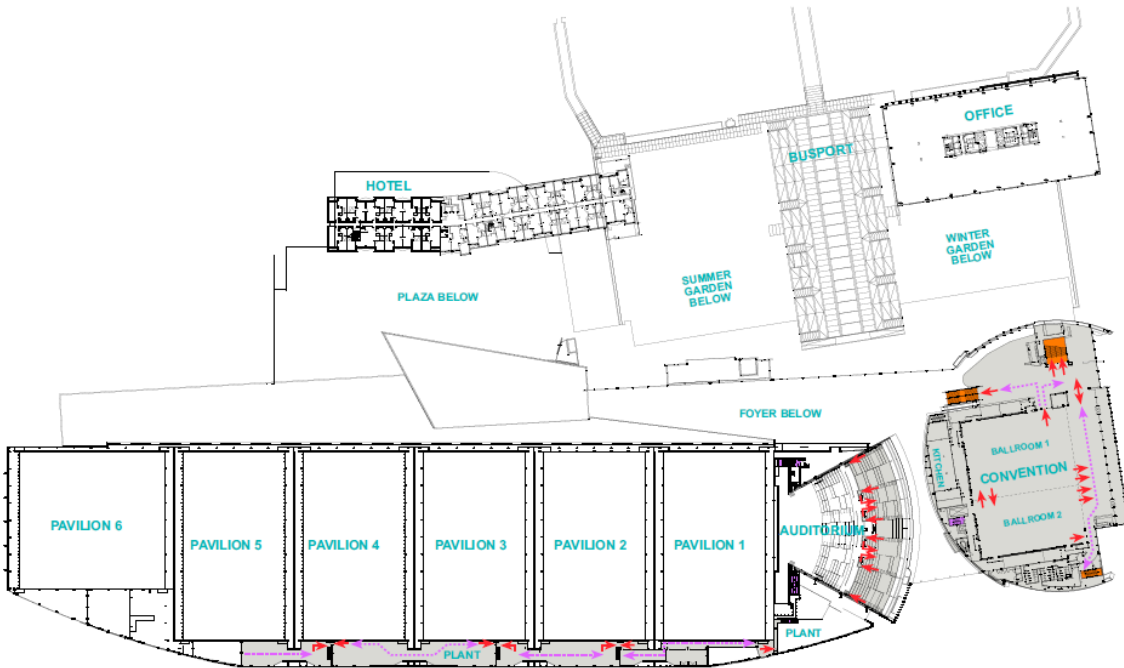 OFFICE
BUSPORT
HOTEL
WINTER
GARDEN
BELOW
SUMMER
GARDEN
BELOW
PLAZA BELOW
FOYER BELOW
BALLROOM 1
KITCHEN
CONVENTION
BALLROOM 2
PAVILION 6
PAVILION 5
PAVILION 4
PAVILION 3
PAVILION 2
PAVILION 1
AUDITORIUM
PLANT
PLANT